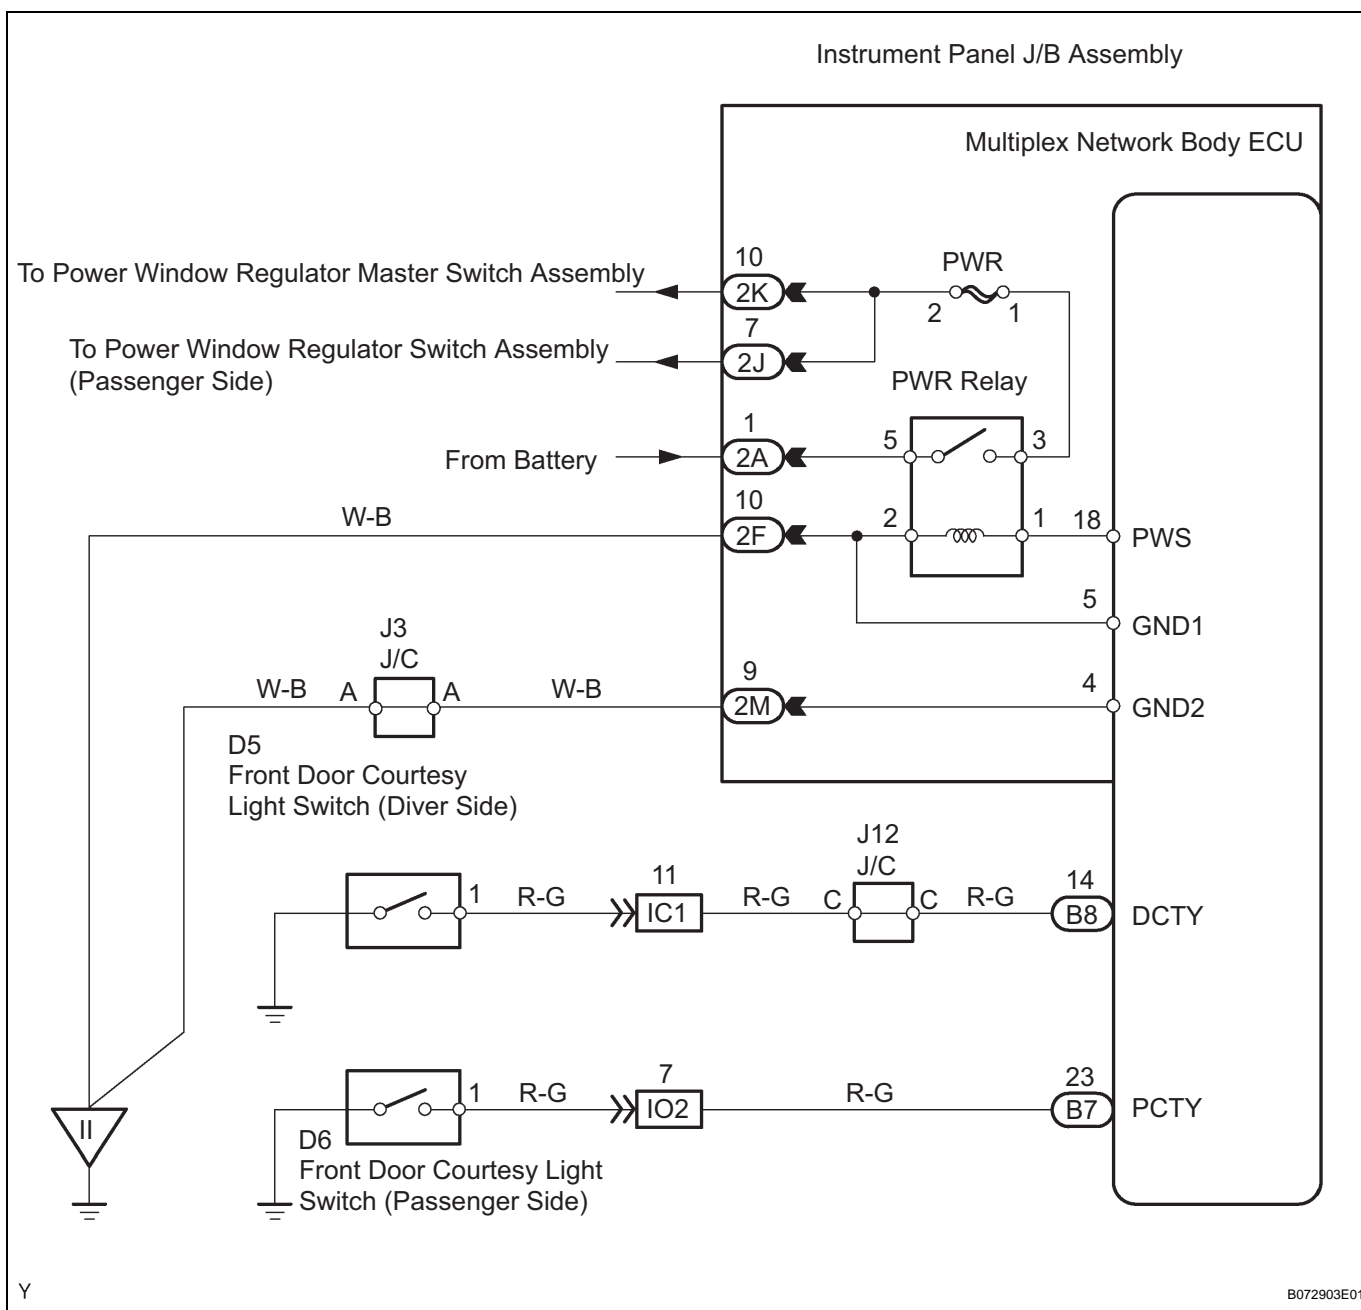 Instrument Panel J/B Assembly
Multiplex Network Body ECU
10
PWR
To Power Window Regulator Master Switch Assembly
2K
2
1
7
To Power Window Regulator Switch Assembly
(Passenger Side)
2J
PWR Relay
1
5
3
From Battery
2A
10
W-B
2F
2
1
18
PWS
5
GND1
J3
J/C
W-B
A
A
W-B
9
2M
4
GND2
D5
Front Door Courtesy
Light Switch (Diver Side)
J12
J/C
1
R-G
11
IC1
R-G
C
C
R-G
14
B8
DCTY
1
R-G
7
IO2
R-G
23
B7
PCTY
II
D6
Front Door Courtesy Light
Switch (Passenger Side)
Y
B072903E01